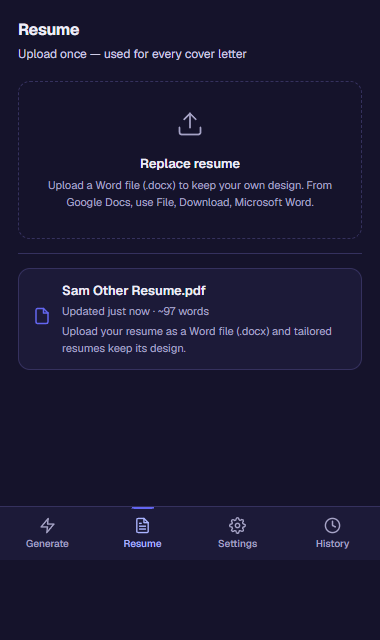 Resume
Upload once — used for every cover letter
Replace resume
Upload a Word file (.docx) to keep your own design. From
Google Docs, use File, Download, Microsoft Word.
Sam Other Resume.pdf
Updated just now · ~97 words
Upload your resume as a Word file (.docx) and tailored
resumes keep its design.
Generate
Resume
Settings
History